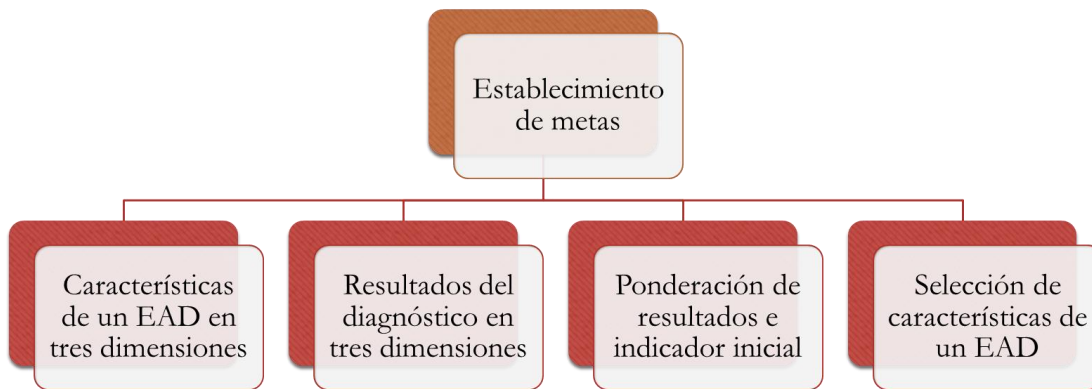 Establecimiento
de metas
Características
de un EAD en
tres dimensiones
Resultados del
diagnóstico en
tres dimensiones
Ponderación de
resultados e
indicador inicial
Selección de
características de
un EAD